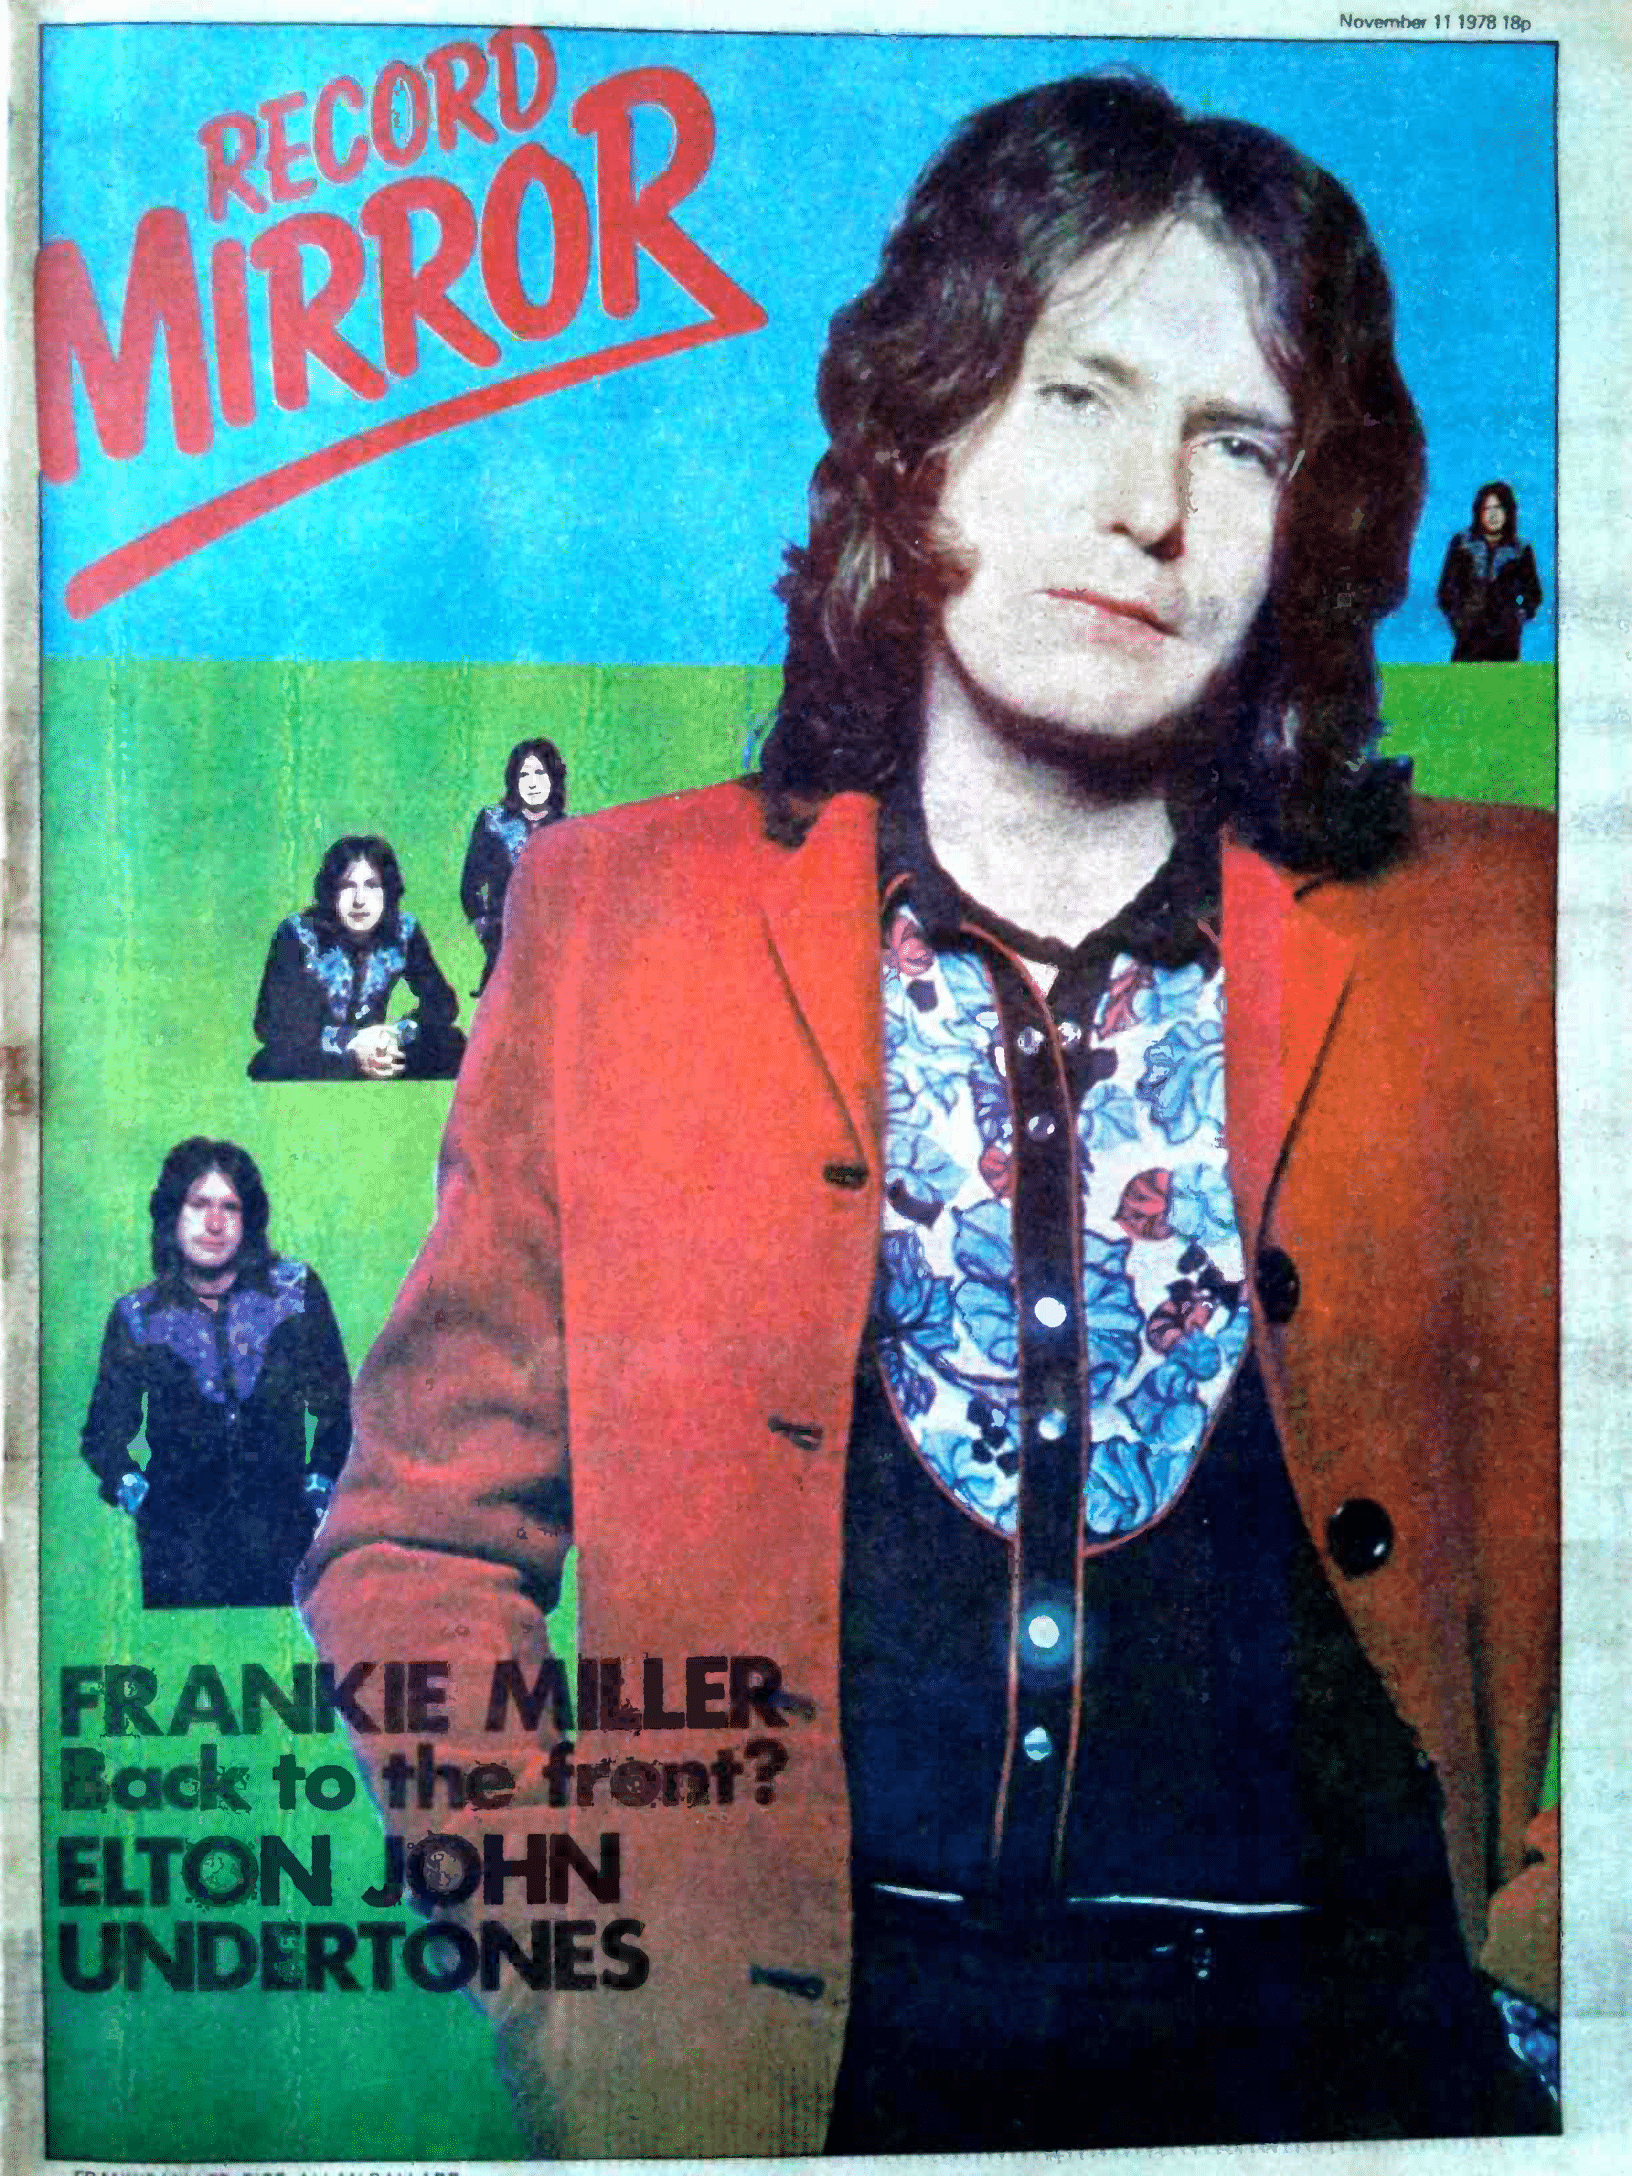 November 11 1978 18p
RECORD
MIRROR
FRANKIE MILLER
Back to the front?
ELTON JOHN
UNDERTONES